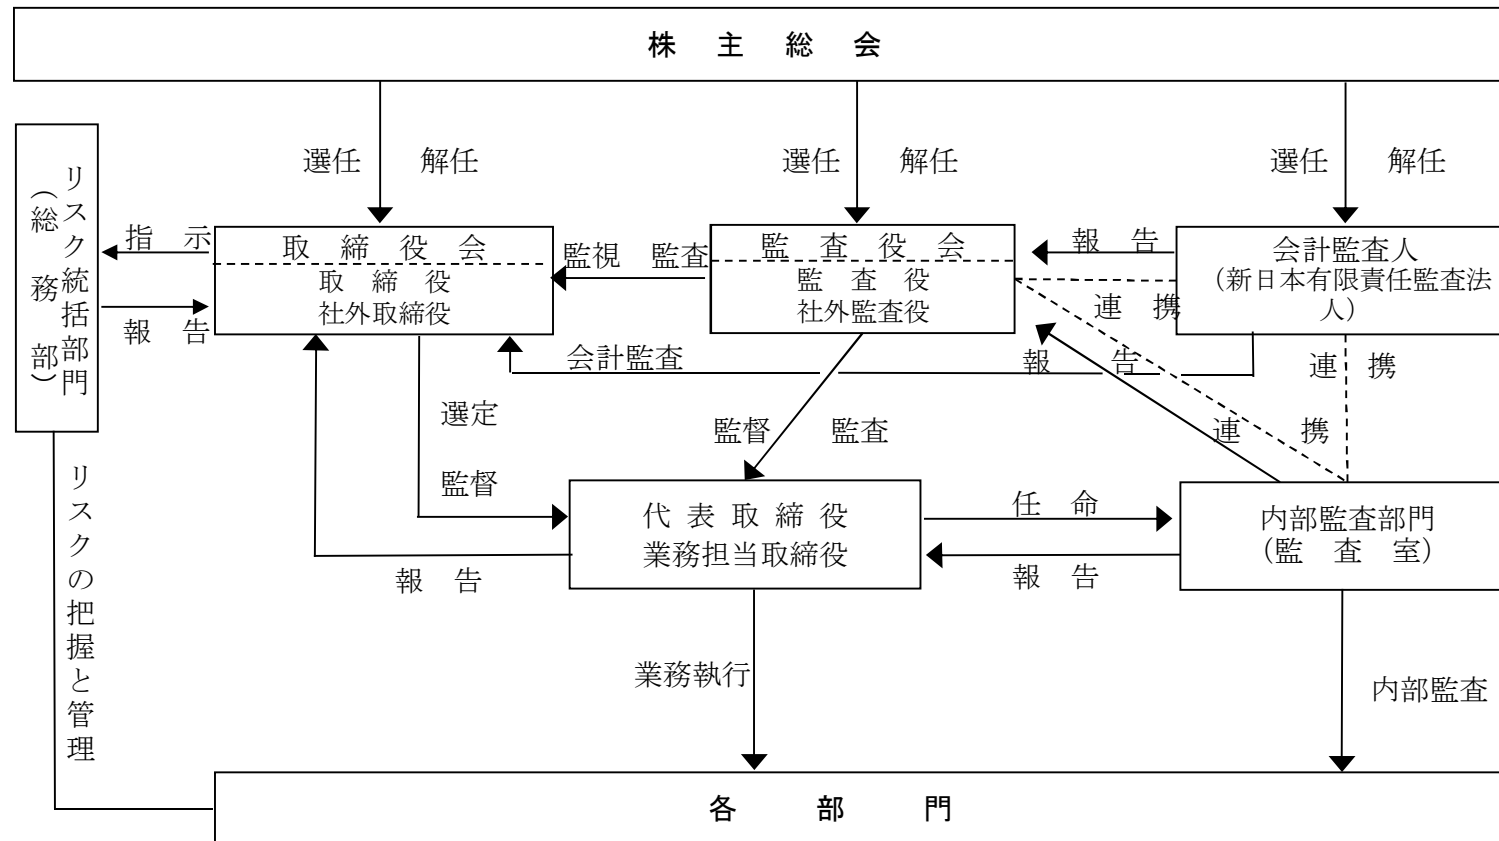 株 主 総 会
選任 解任
選任 解任
選任 解任
リスク統括部門
（総務部）
指 示
報 告
取 締 役 会
取 締 役
社外取締役
監視 監査
監 査 役 会
監 査 役
社外監査役
報 告
連 携
会計監査人
（新日本有限責任監査法
人）
会計監査
報 告
連 携
選定
監督
監督 監査
連 携
リスクの把握と管理
代 表 取 締 役
業務担当取締役
任 命
報 告
報 告
内部監査部門
（監 査 室）
業務執行
内部監査
各 部 門